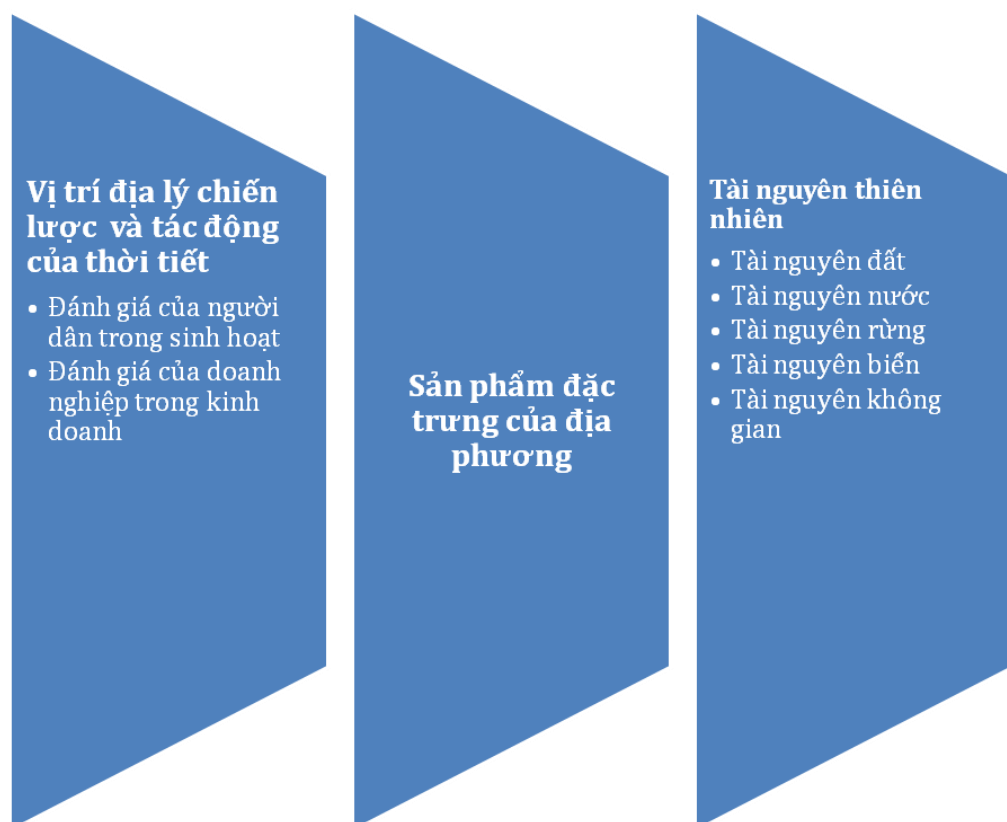 Vị trí địa lý chiến
lược và tác động
của thời tiết
• Đánh giá của người
dân trong sinh hoạt
• Đánh giá của doanh
nghiệp trong kinh
doanh
Sản phẩm đặc
trưng của địa
phương
Tài nguyên thiên
nhiên
• Tài nguyên đất
• Tài nguyên nước
• Tài nguyên rừng
• Tài nguyên biển
• Tài nguyên không
gian